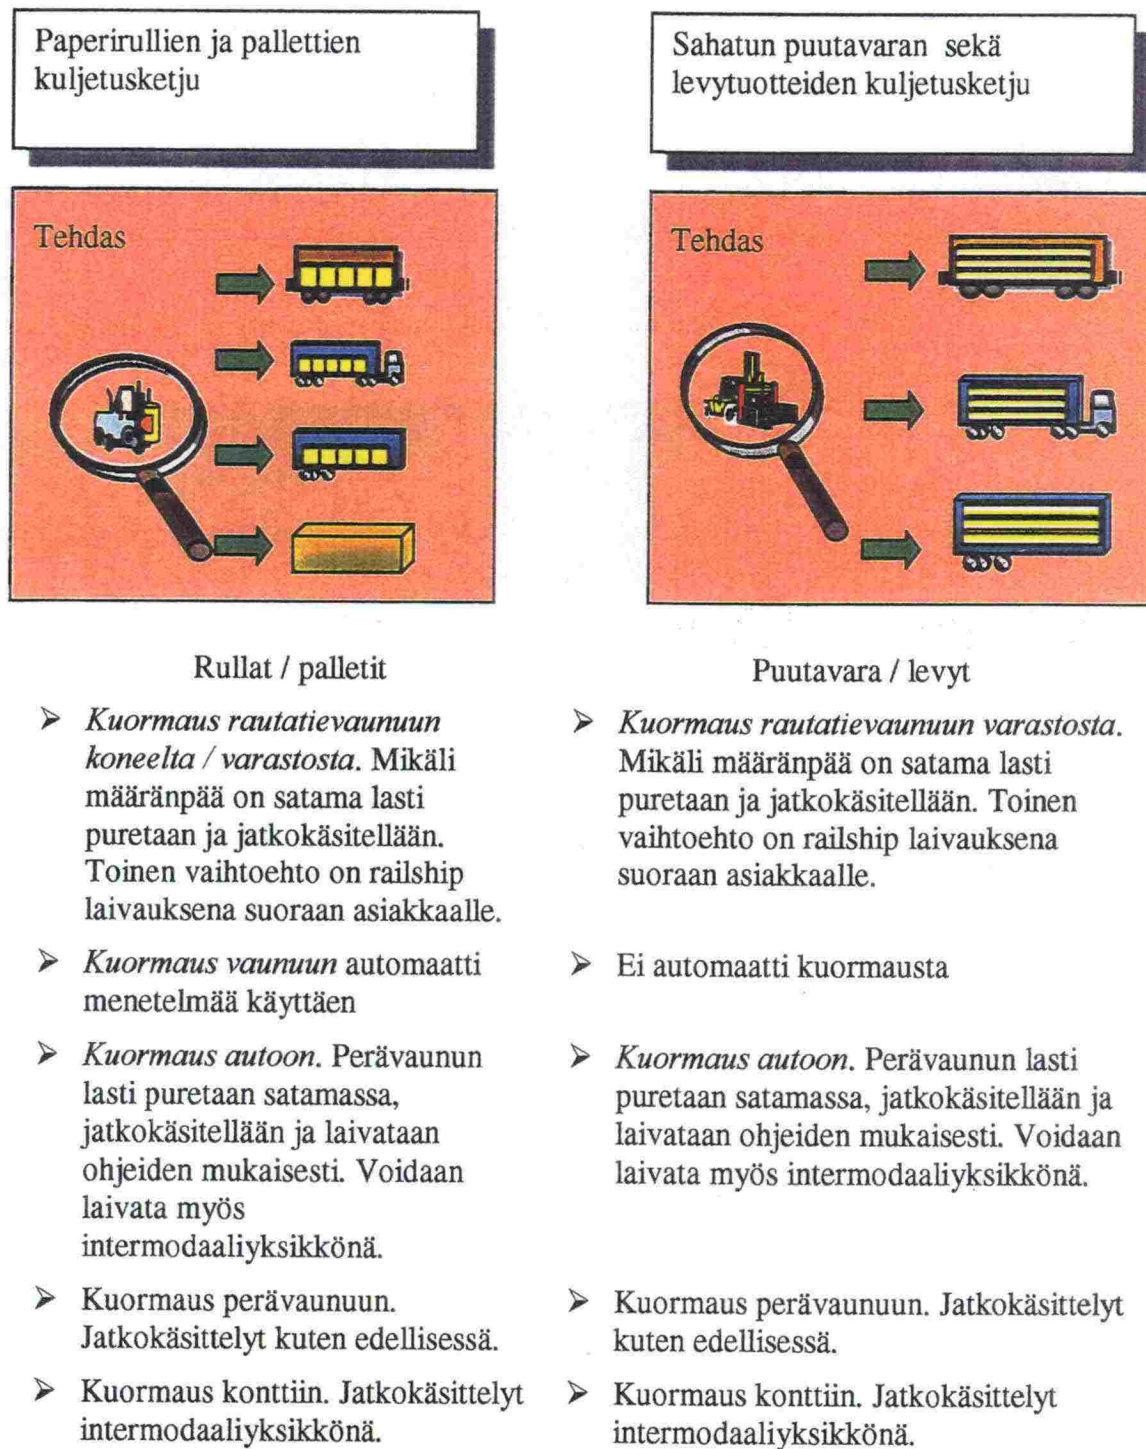 Paperirullien ja pallettien
kuljetusketju
Tehdas
Rullat / palletit
Kuormaus rautatievaunuun
koneelta / varastosta. Mikäli
määränpää on satama lasti
puretaan ja jatkokäsitellään.
Toinen vaihtoehto on railship
laivauksena suoraan asiakkaalle.
Kuormaus vaunuun automaatti
menetelmää käyttäen
Kuormaus autoon. Perävaunun
lasti puretaan satamassa,
jatkokäsitellään ja laivataan
ohjeiden mukaisesti. Voidaan
laivata myös
intermodaaliyksikkönä.
Kuormaus perävaunuun.
Jatkokäsittelyt kuten edellisessä.
Kuormaus konttiin. Jatkokäsittelyt
intermodaaliyksikkönä.
Sahatun puutavaran sekä
levytuotteiden kuljetusketju
Tehdas
Puutavara / levyt
Kuormaus rautatievaunuun varastosta.
Mikäli määränpää on satama lasti
puretaan ja jatkokäsitellään. Toinen
vaihtoehto on railship laivauksena
suoraan asiakkaalle.
Ei automaatti kuormausta
Kuormaus autoon. Perävaunun lasti
puretaan satamassa, jatkokäsitellään ja
laivataan ohjeiden mukaisesti. Voidaan
laivata myös intermodaaliyksikkönä.
Kuormaus perävaunuun. Jatkokäsittelyt
kuten edellisessä.
Kuormaus konttiin. Jatkokäsittelyt
intermodaaliyksikkönä.